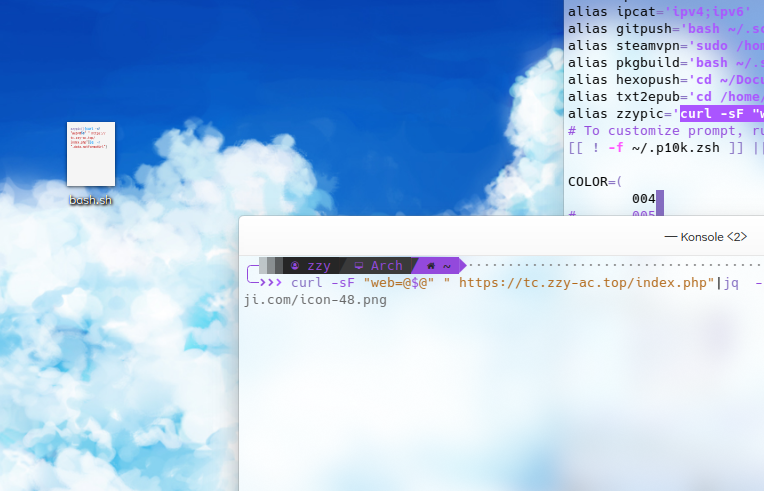 alias ipcat='ipv4;ipv6'
alias gitpush='bash ~/.sc
alias steamvpn='sudo /hom
alias pkgbuild='bash ~/.s
alias hexopush='cd ~/Docu
alias txt2epub='cd /home/
alias zzypic='curl -sF "w
# To customize prompt, ru
[[ ! -f ~/.p10k.zsh ]] ||
COLOR=(
004
# 005
bash.sh
— Konsole <2>
zzy Arch ~
>>> curl -sF "web=@$@" " https://tc.zzy-ac.top/index.php"|jq -
ji.com/icon-48.png